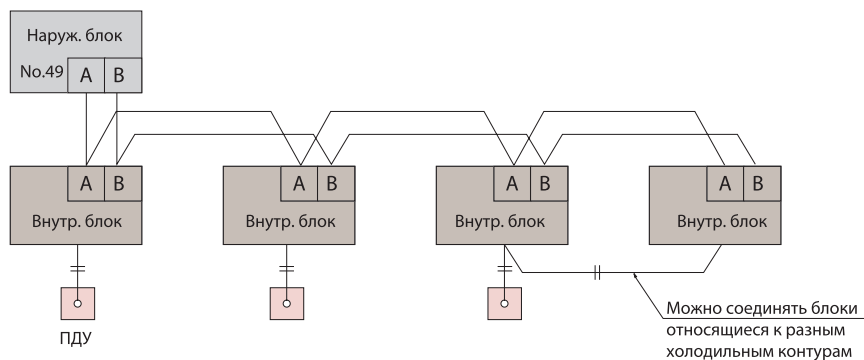 Наруж. блок
No.49 A B
A B
Внутр. блок
A B
Внутр. блок
A B
Внутр. блок
A B
Внутр. блок
ПДУ
Можно соединять блоки
относящиеся к разным
холодильным контурам